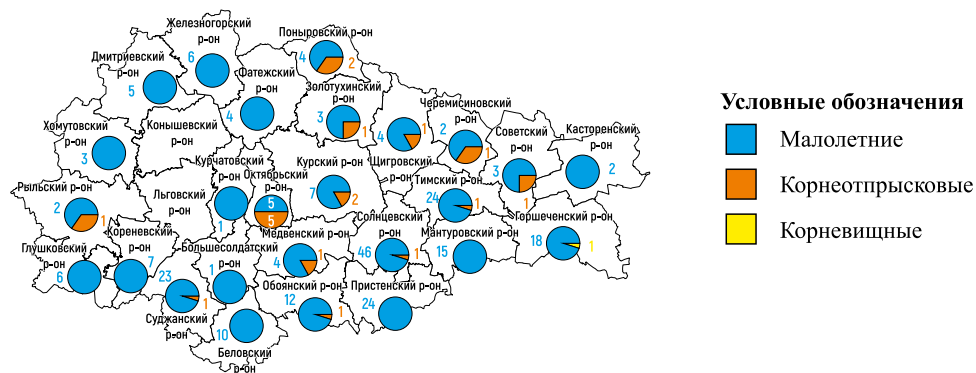 Железногорский
р-он
6
Поныровский р-он
4
2
Дмитриевский
р-он
5
Фатежский
р-он
4
Золотухинский
р-он
3
1
Черемисиновский
р-он
2
1
4
1
Щигровский
р-он
Советский
р-он
3
1
Касторенский
р-он
2
Хомутовский
р-он
3
Конышевский
р-он
Курчатовский
р-он
1
Октябрьский
р-он
5
5
Курский р-он
7
2
Тимский р-он
24
1
Рыльский р-он
2
1
Льговский
р-он
Кореневский
р-он
7
Глушковский
р-он
6
Большесолдатский
р-он
1
Медвенский р-он
4
1
Солнцевский
р-он
46
1
Мантуровский р-он
15
Горшеченский р-он
18
1
23
1
Суджанский
р-он
Обоянский р-он
12
1
Пристенский р-он
24
10
Беловский
р-он
Условные обозначения
Малолетние
Корнеотпрысковые
Корневищные